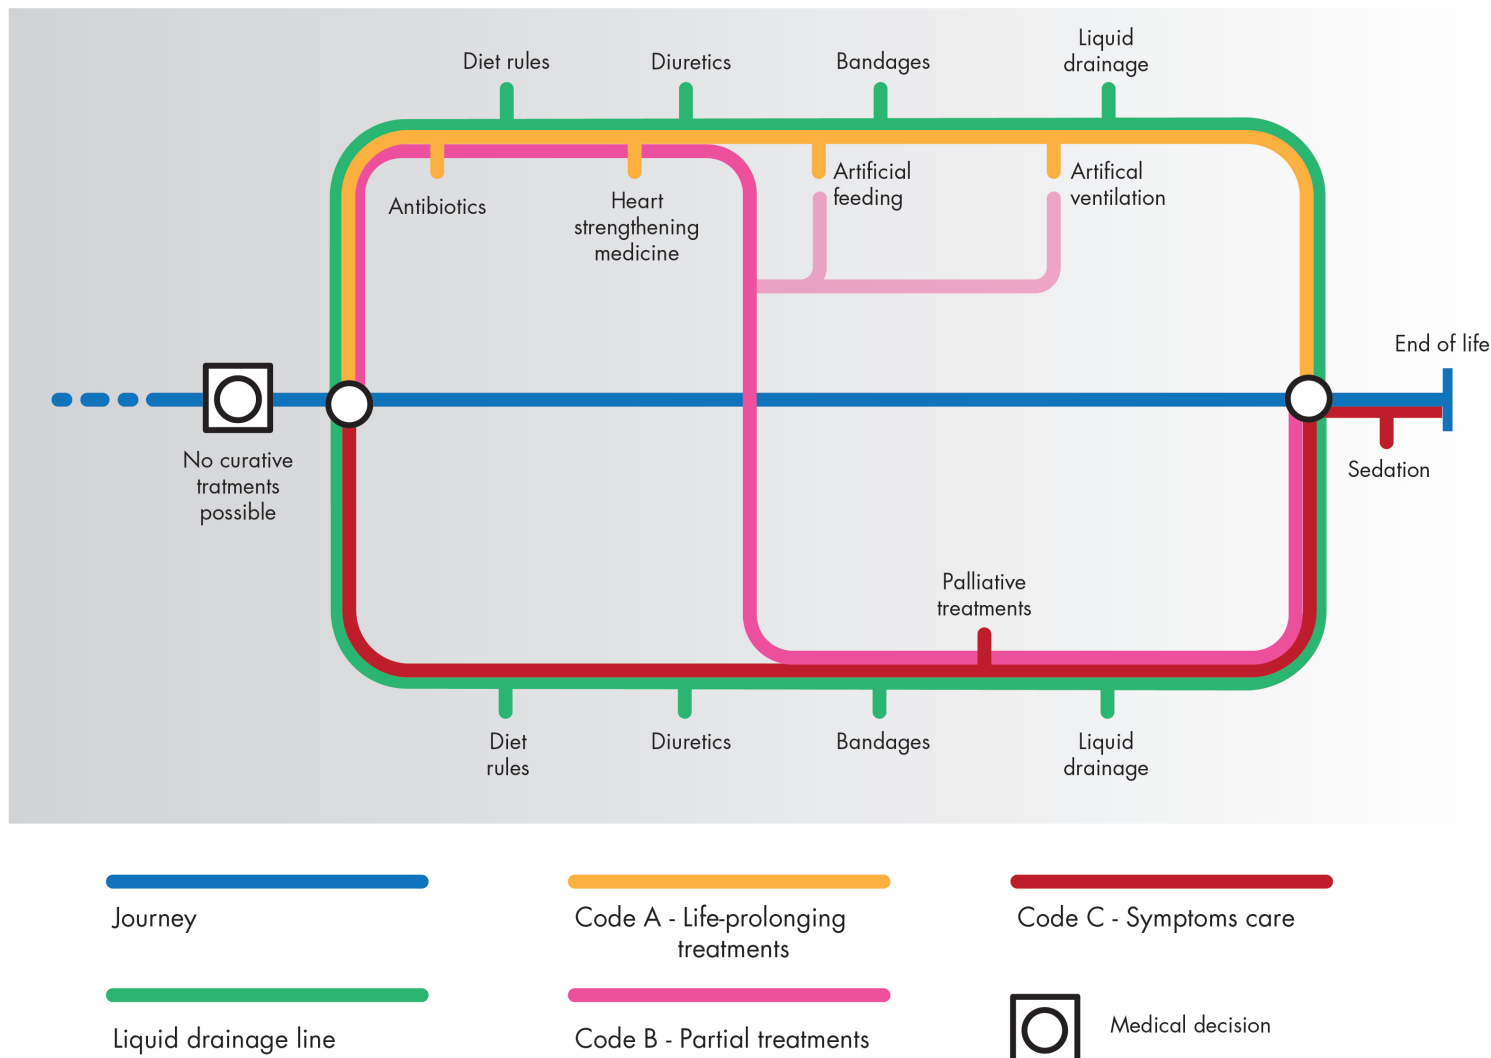 Diet rules
Diuretics
Bandages
Liquid
drainage
Antibiotics
Heart
strengthening
medicine
Artificial
feeding
Artifical
ventilation
End of life
No curative
tratments
possible
Sedation
Palliative
treatments
Diet
rules
Diuretics
Bandages
Liquid
drainage
Journey
Code A - Life-prolonging
treatments
Code C - Symptoms care
Liquid drainage line
Code B - Partial treatments
Medical decision